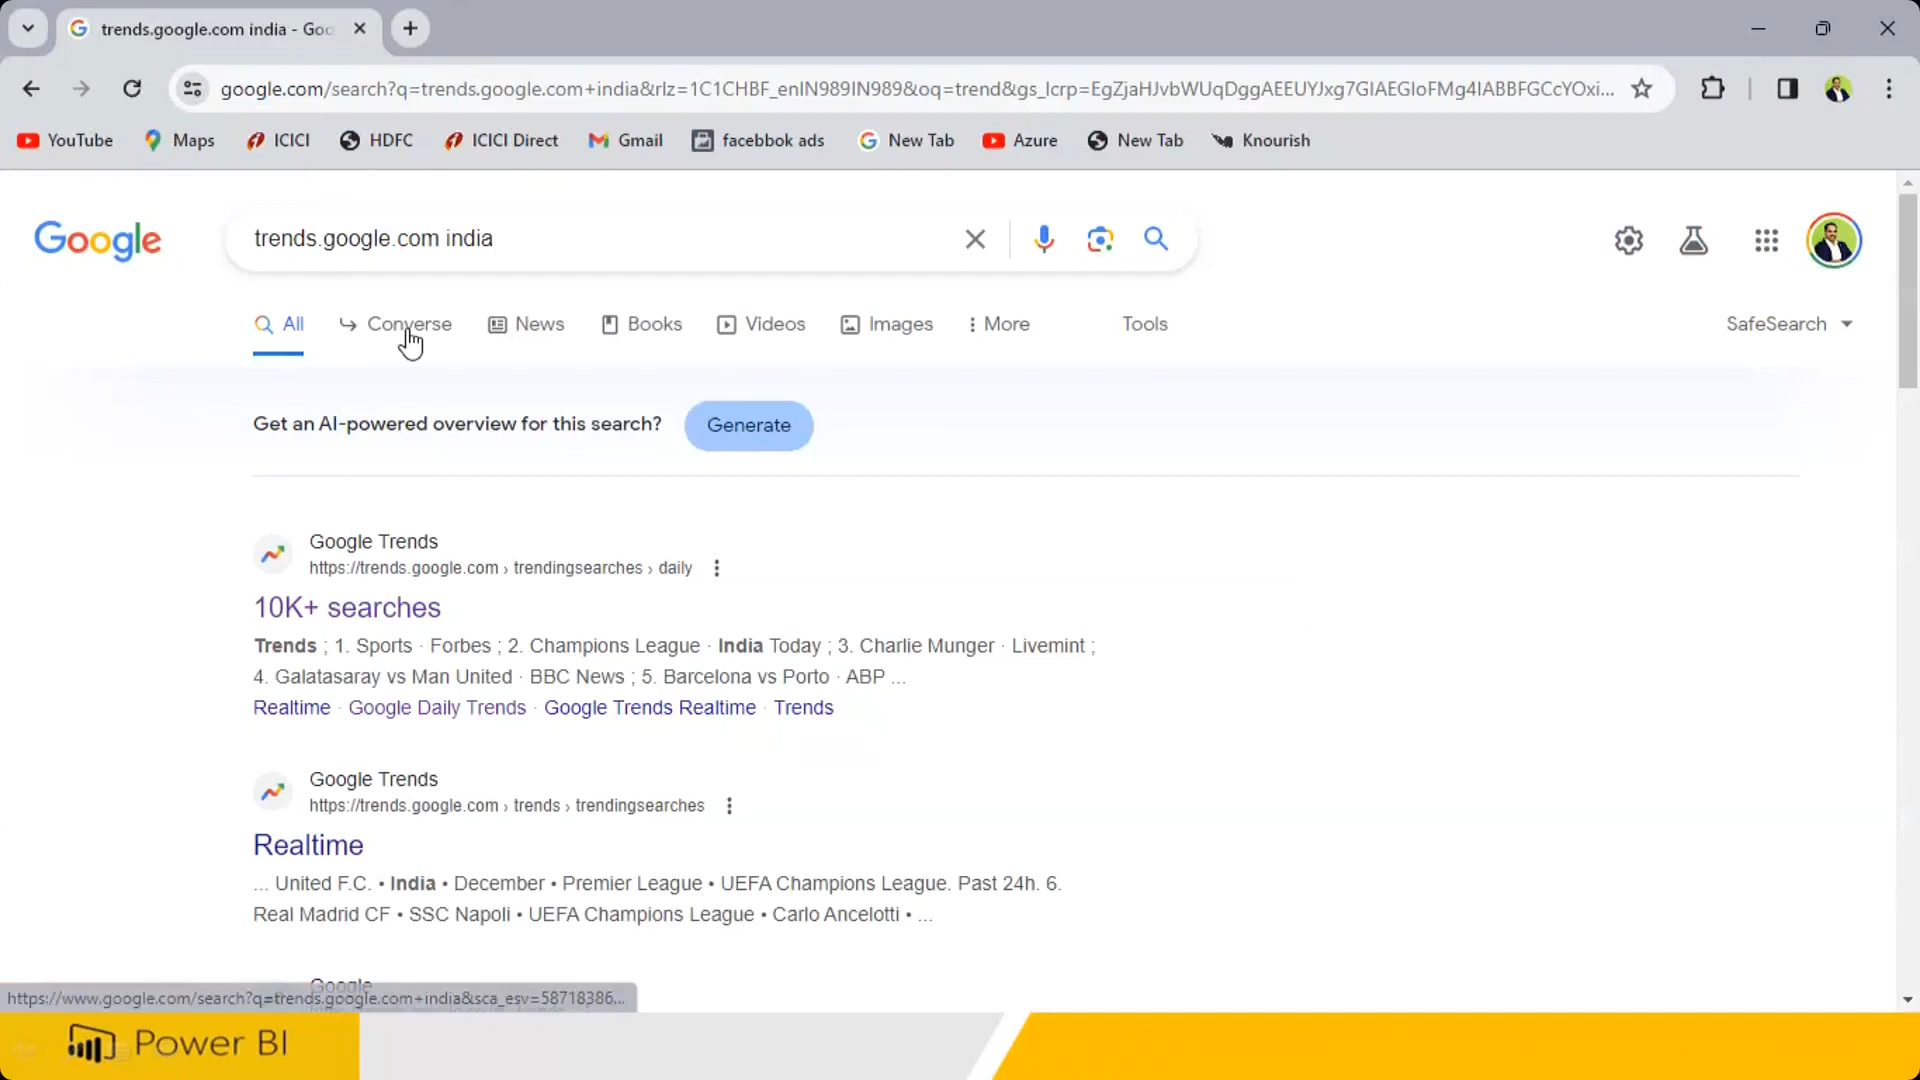 trends.google.com india - Goo
google.com/search?q=trends.google.com+india&rlz=1C1CHBF_enIN989IN989&oq=trend&gs_lcrp=EgZjaHJvbWUqDggAEEUYJxg7GIAEGIoFMg4IABBFGCcYOxi...
YouTube Maps ICICI HDFC ICICI Direct Gmail facebbok ads New Tab Azure New Tab Knourish
Google trends.google.com india
All Converse News Books Videos Images More Tools SafeSearch
Get an AI-powered overview for this search? Generate
Google Trends
https://trends.google.com › trendingsearches › daily
10K+ searches
Trends ; 1. Sports · Forbes ; 2. Champions League · India Today ; 3. Charlie Munger · Livemint ;
4. Galatasaray vs Man United · BBC News ; 5. Barcelona vs Porto · ABP ...
Realtime · Google Daily Trends · Google Trends Realtime · Trends
Google Trends
https://trends.google.com › trends › trendingsearches
Realtime
... United F.C. • India • December • Premier League • UEFA Champions League. Past 24h. 6.
Real Madrid CF • SSC Napoli • UEFA Champions League • Carlo Ancelotti • ...
Google
https://www.google.com/search?q=trends.google.com+india&sca_esv=58718386...
Power BI